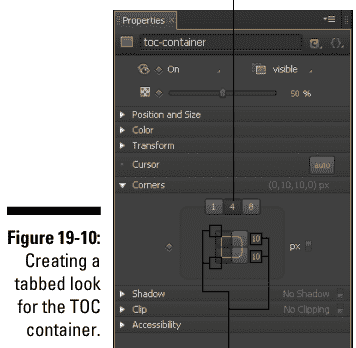 Properties ×
toc-container
On
visible
50 %
Position and Size
Color
Transform
Cursor
auto
Corners
(0,10,10,0) px
1 4 8
10
px
10
Shadow
No Shadow
Clip
No Clipping
Accessibility
Figure 19-10:
Creating a
tabbed look
for the TOC
container.